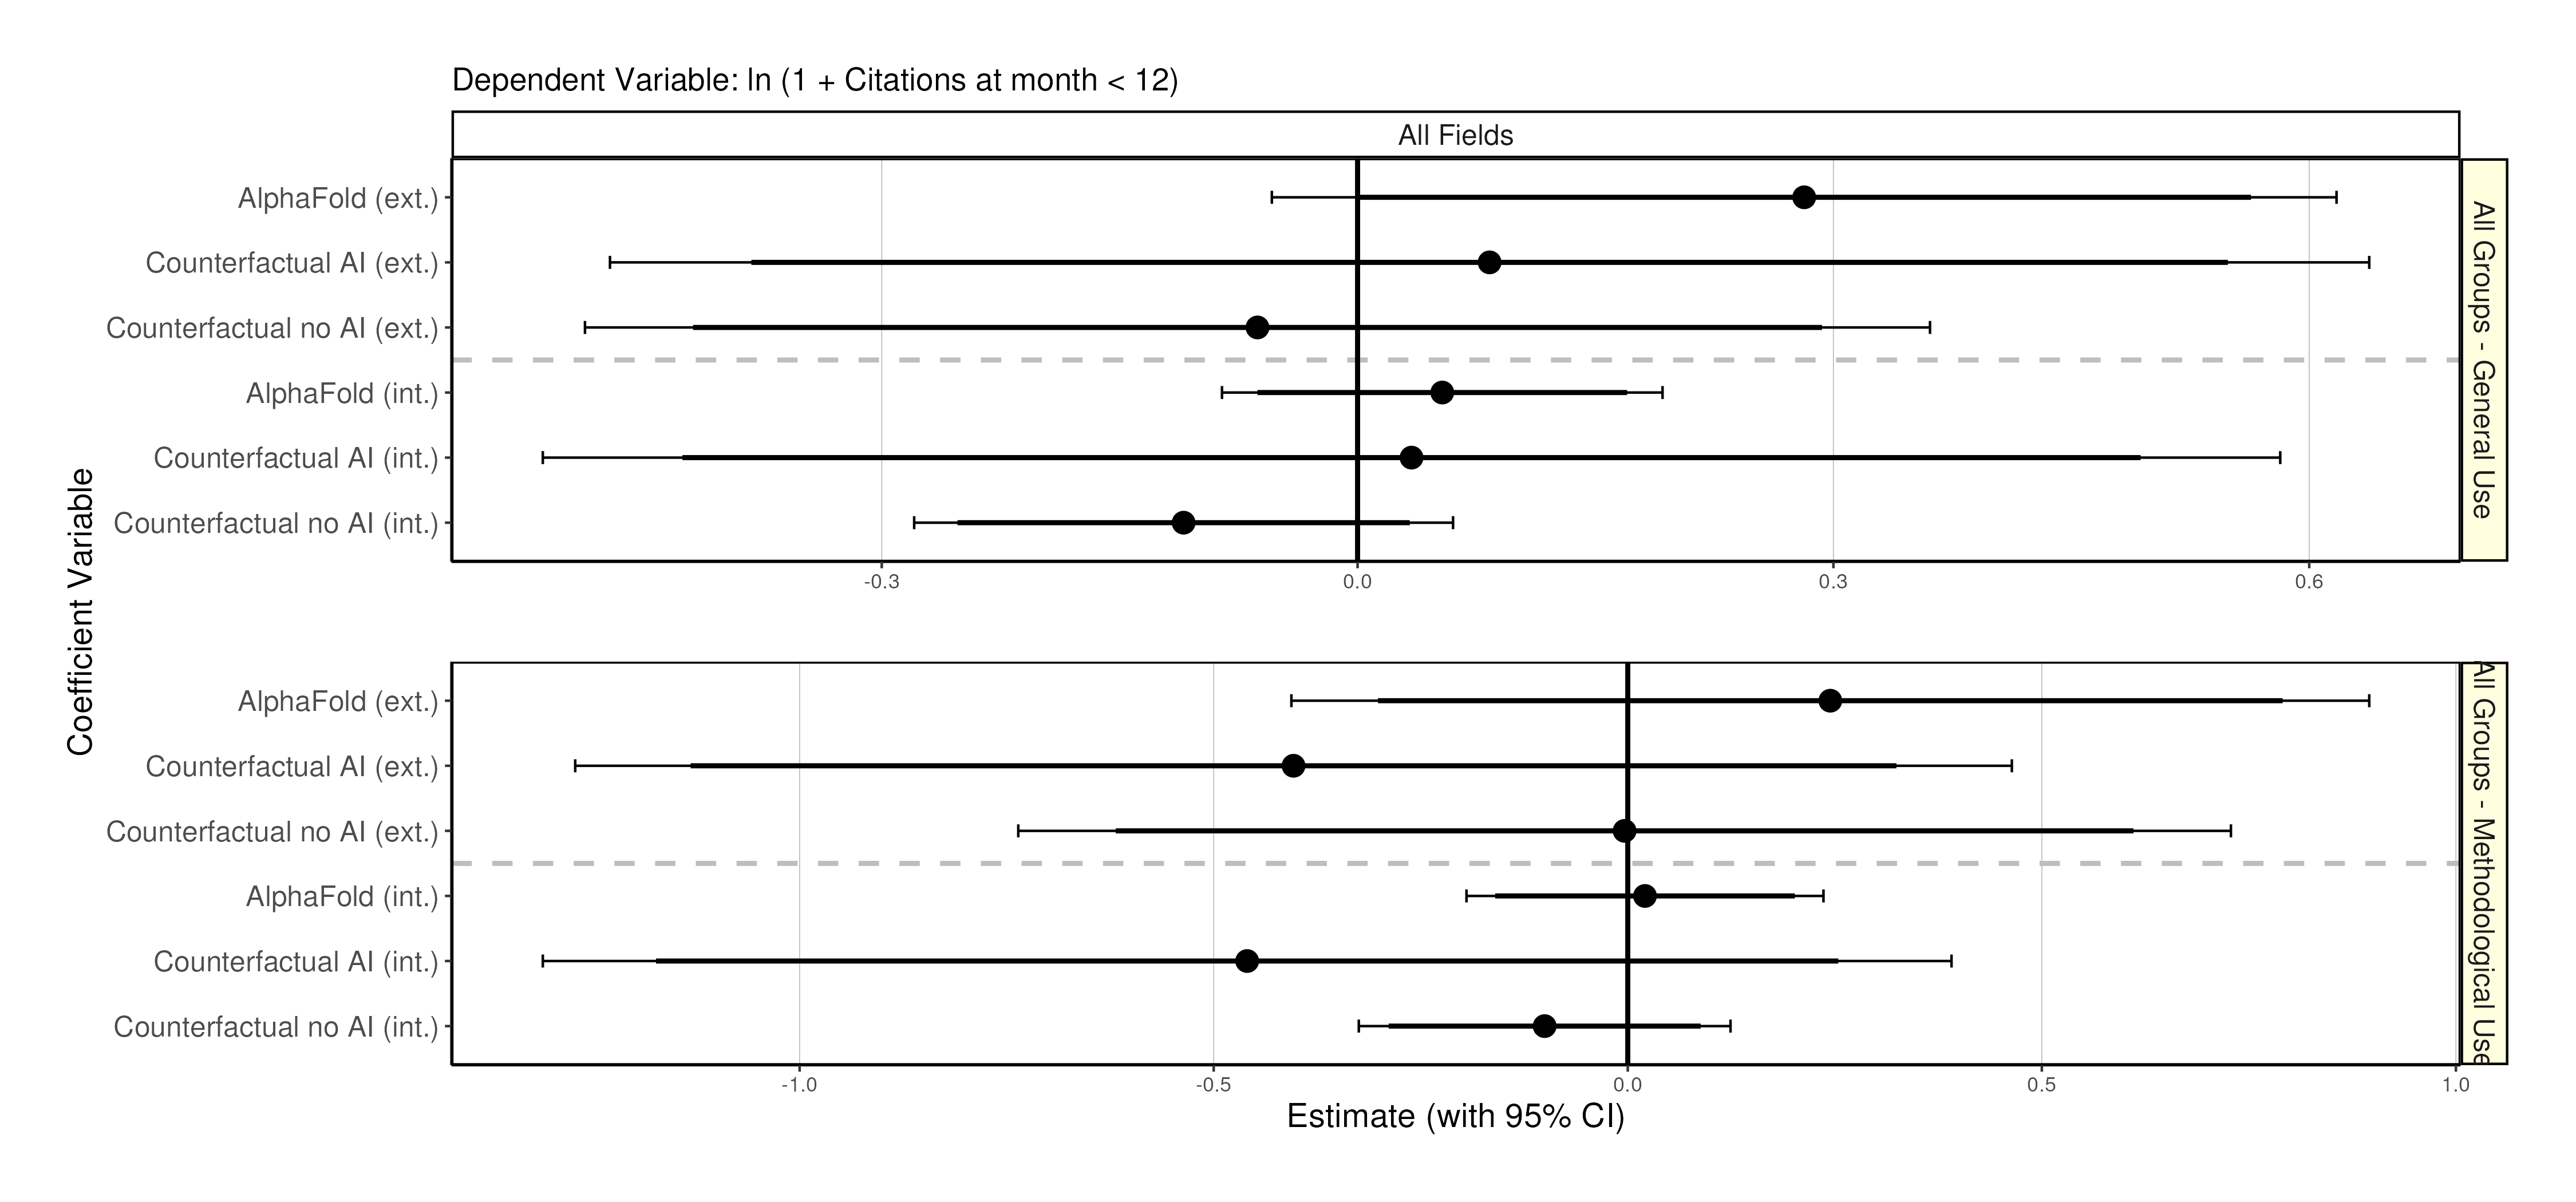 Dependent Variable: ln (1 + Citations at month < 12)
All Fields
AlphaFold (ext.)
Counterfactual AI (ext.)
Counterfactual no AI (ext.)
AlphaFold (int.)
Counterfactual AI (int.)
Counterfactual no AI (int.)
All Groups - General Use
-0.3
0.0
0.3
0.6
Coefficient Variable
AlphaFold (ext.)
Counterfactual AI (ext.)
Counterfactual no AI (ext.)
AlphaFold (int.)
Counterfactual AI (int.)
Counterfactual no AI (int.)
All Groups - Methodological Use
-1.0
-0.5
0.0
0.5
1.0
Estimate (with 95% CI)